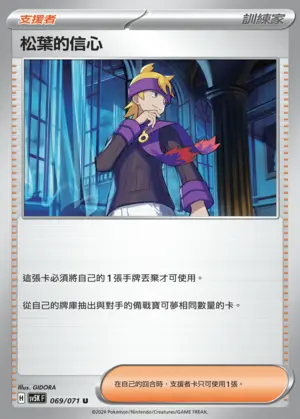 支援者
訓練家
松葉的信心
這張卡必須將自己的1張手牌丟棄才可使用。
從自己的牌庫抽出與對手的備戰寶可夢相同數量的卡。
Illus. GIDORA
H SV5K F 069/071 U
在自己的回合時,支援者卡只可使用1張。
©2024 Pokémon/Nintendo/Creatures/GAME FREAK.